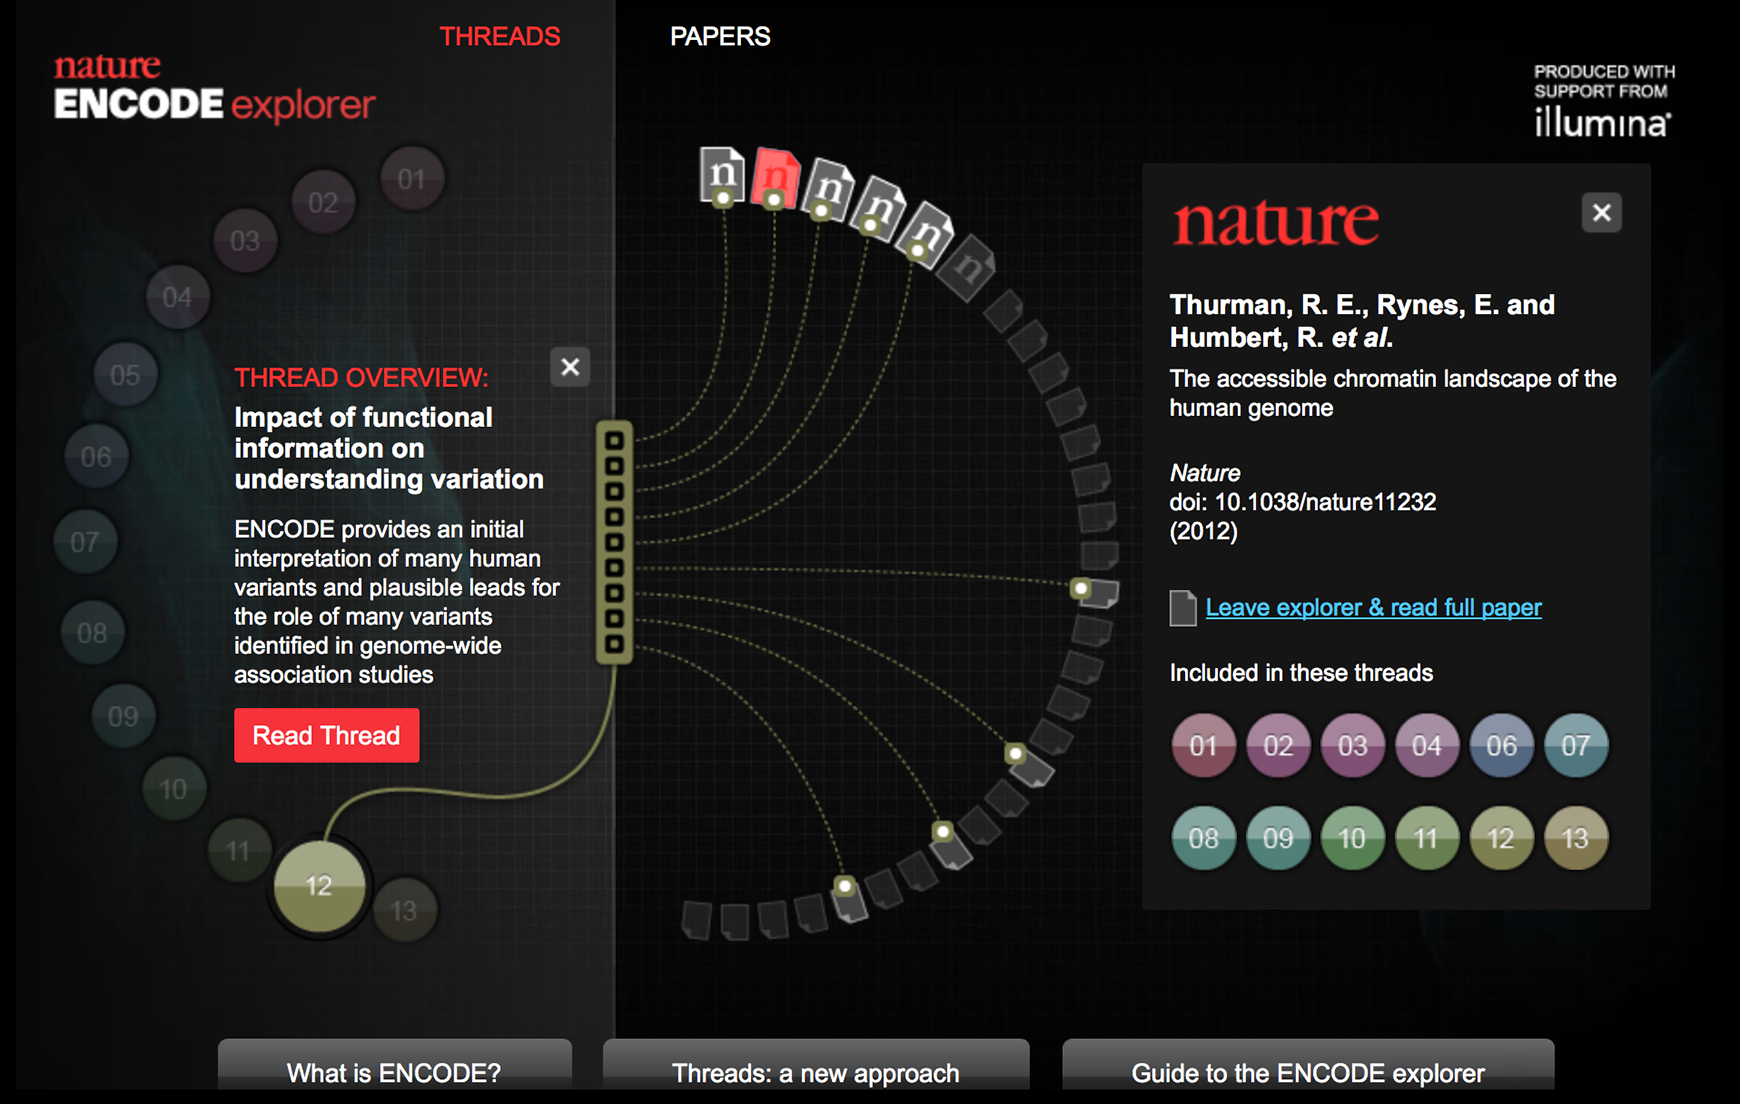 THREADS
PAPERS
nature
ENCODE explorer
PRODUCED WITH
SUPPORT FROM
illumina
01
02
03
04
05
06
07
08
09
10
11
12
13
THREAD OVERVIEW:
Impact of functional
information on
understanding variation
ENCODE provides an initial
interpretation of many human
variants and plausible leads for
the role of many variants
identified in genome-wide
association studies
Read Thread
n
n
n
n
n
n
nature
Thurman, R. E., Rynes, E. and
Humbert, R. et al.
The accessible chromatin landscape of the
human genome
Nature
doi: 10.1038/nature11232
(2012)
Leave explorer & read full paper
Included in these threads
01 02 03 04 06 07
08 09 10 11 12 13
What is ENCODE?
Threads: a new approach
Guide to the ENCODE explorer